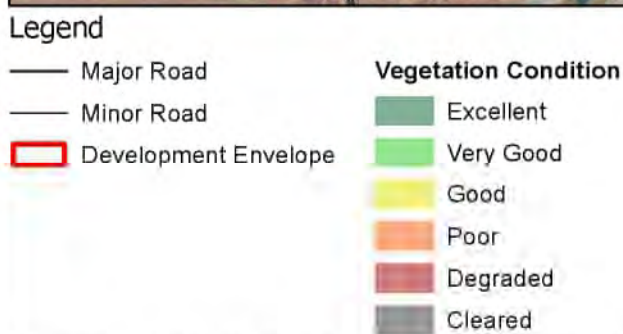 Legend
Major Road
Minor Road
Development Envelope
Vegetation Condition
Excellent
Very Good
Good
Poor
Degraded
Cleared